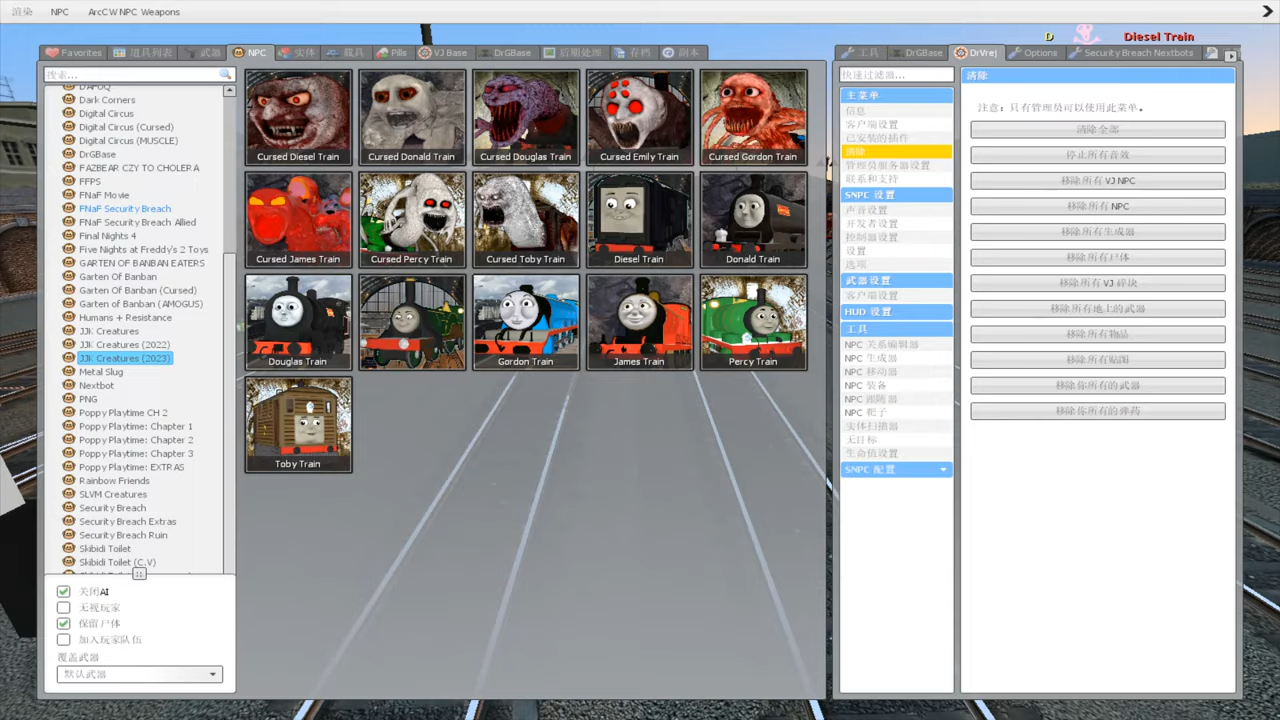 渲染 NPC ArcCW NPC Weapons
D Diesel Train
Favorites 道具列表 武器 NPC 实体 载具 Pills VJ Base DrGBase 后期处理 存档 副本
工具 DrGBase DrVrej Options Security Breach Nextbots
搜索...
DAFUQ
Dark Corners
Digital Circus
Digital Circus (Cursed)
Digital Circus (MUSCLE)
DrGBase
FAZBEAR CZY TO CHOLERA
FFPS
FNaF Movie
FNaF Security Breach
FNaF Security Breach Allied
Final Nights 4
Five Nights at Freddy's 2 Toys
GARTEN OF BANBAN EATERS
Garten Of Banban
Garten Of Banban (Cursed)
Garten of Banban (AMOGUS)
Humans + Resistance
JJK Creatures
JJK Creatures (2022)
JJK Creatures (2023)
Metal Slug
Nextbot
PNG
Poppy Playtime CH 2
Poppy Playtime: Chapter 1
Poppy Playtime: Chapter 2
Poppy Playtime: Chapter 3
Poppy Playtime: EXTRAS
Rainbow Friends
SLVM Creatures
Security Breach
Security Breach Extras
Security Breach Ruin
Skibidi Toilet
Skibidi Toilet (C.V)
关闭AI
无视玩家
保留尸体
加入玩家队伍
覆盖武器
默认武器
Cursed Diesel Train
Cursed Donald Train
Cursed Douglas Train
Cursed Emily Train
Cursed Gordon Train
Cursed James Train
Cursed Percy Train
Cursed Toby Train
Diesel Train
Donald Train
Douglas Train
Gordon Train
James Train
Percy Train
Toby Train
快速过滤器...
主菜单
信息
客户端设置
已安装的插件
清除
管理员服务器设置
联系和支持
SNPC 设置
声音设置
开发者设置
控制器设置
设置
选项
武器设置
客户端设置
HUD 设置
工具
NPC 关系编辑器
NPC 生成器
NPC 移动器
NPC 装备
NPC 跟随器
NPC 靶子
实体扫描器
无目标
生命值设置
SNPC 配置
清除
注意：只有管理员可以使用此菜单。
清除全部
停止所有音效
移除所有 VJ NPC
移除所有 NPC
移除所有生成器
移除所有尸体
移除所有 VJ 碎块
移除所有地上的武器
移除所有物品
移除所有贴图
移除你所有的武器
移除你所有的弹药